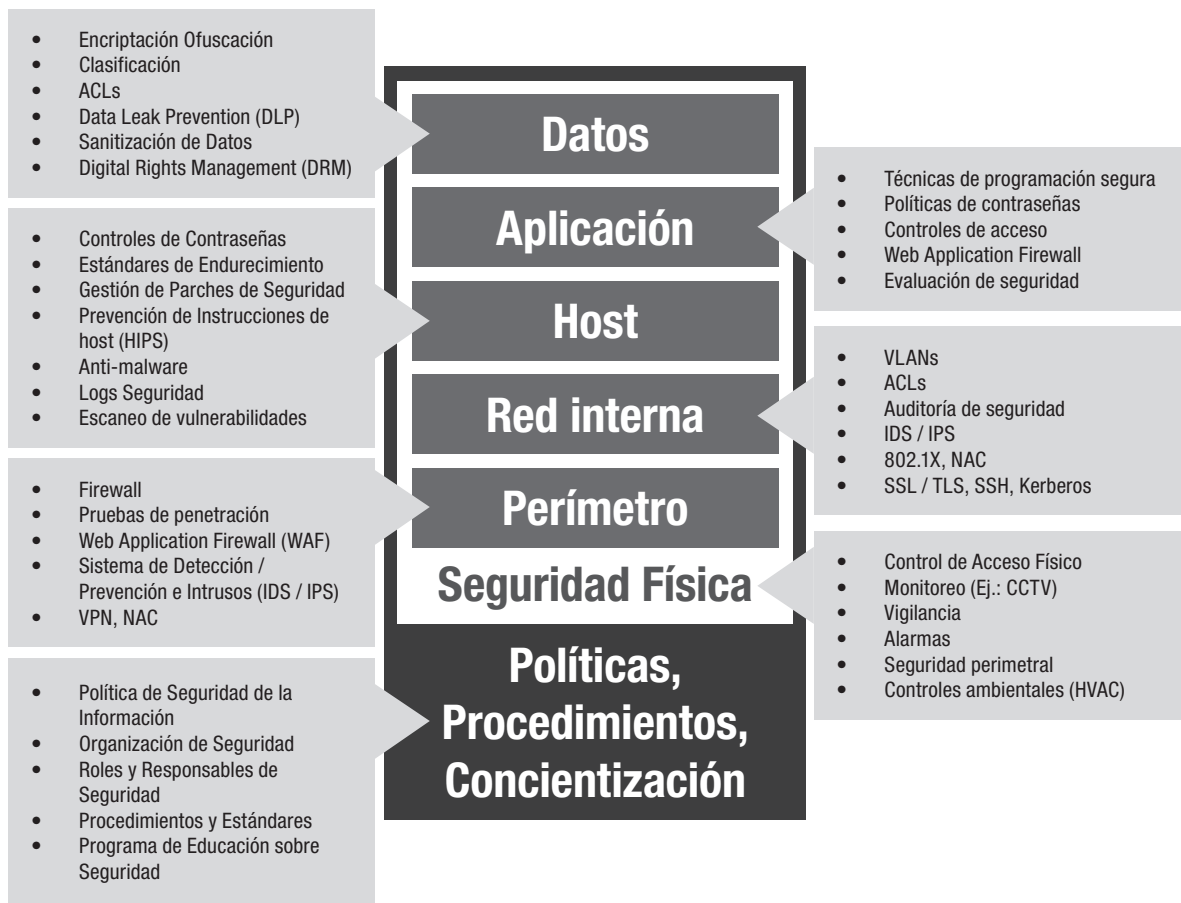 • Encriptación Ofuscación
• Clasificación
• ACLs
• Data Leak Prevention (DLP)
• Sanitización de Datos
• Digital Rights Management (DRM)
Datos
Aplicación
• Técnicas de programación segura
• Políticas de contraseñas
• Controles de acceso
• Web Application Firewall
• Evaluación de seguridad
• Controles de Contraseñas
• Estándares de Endurecimiento
• Gestión de Parches de Seguridad
• Prevención de Instrucciones de
host (HIPS)
• Anti-malware
• Logs Seguridad
• Escaneo de vulnerabilidades
Host
Red interna
• VLANs
• ACLs
• Auditoría de seguridad
• IDS / IPS
• 802.1X, NAC
• SSL / TLS, SSH, Kerberos
• Firewall
• Pruebas de penetración
• Web Application Firewall (WAF)
• Sistema de Detección /
Prevención e Intrusos (IDS / IPS)
• VPN, NAC
Perímetro
Seguridad Física
• Control de Acceso Físico
• Monitoreo (Ej.: CCTV)
• Vigilancia
• Alarmas
• Seguridad perimetral
• Controles ambientales (HVAC)
• Política de Seguridad de la
Información
• Organización de Seguridad
• Roles y Responsables de
Seguridad
• Procedimientos y Estándares
• Programa de Educación sobre
Seguridad
Políticas,
Procedimientos,
Concientización